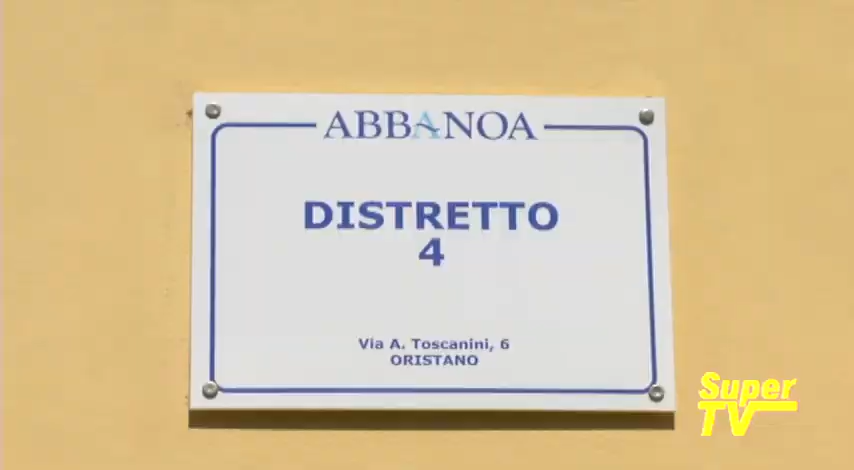 ABBANOA
DISTRETTO
4
Via A. Toscanini, 6
ORISTANO
Super
TV